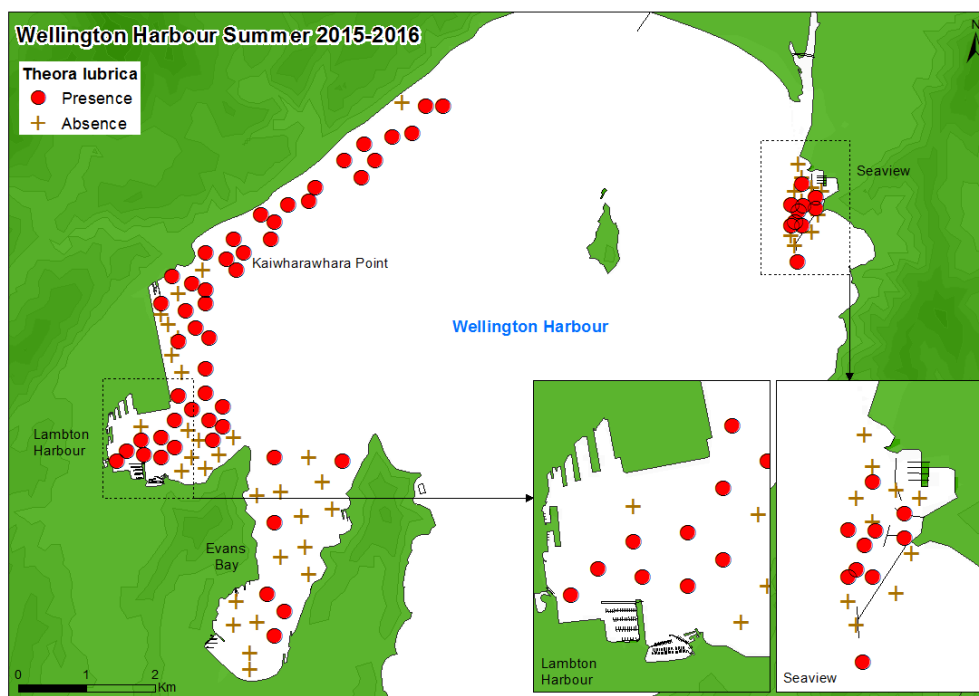 Wellington Harbour Summer 2015-2016
N
Theora lubrica
Presence
Absence
Seaview
Kaiwharawhara Point
Wellington Harbour
Lambton
Harbour
Evans
Bay
Lambton
Harbour
Seaview
0 1 2
Km